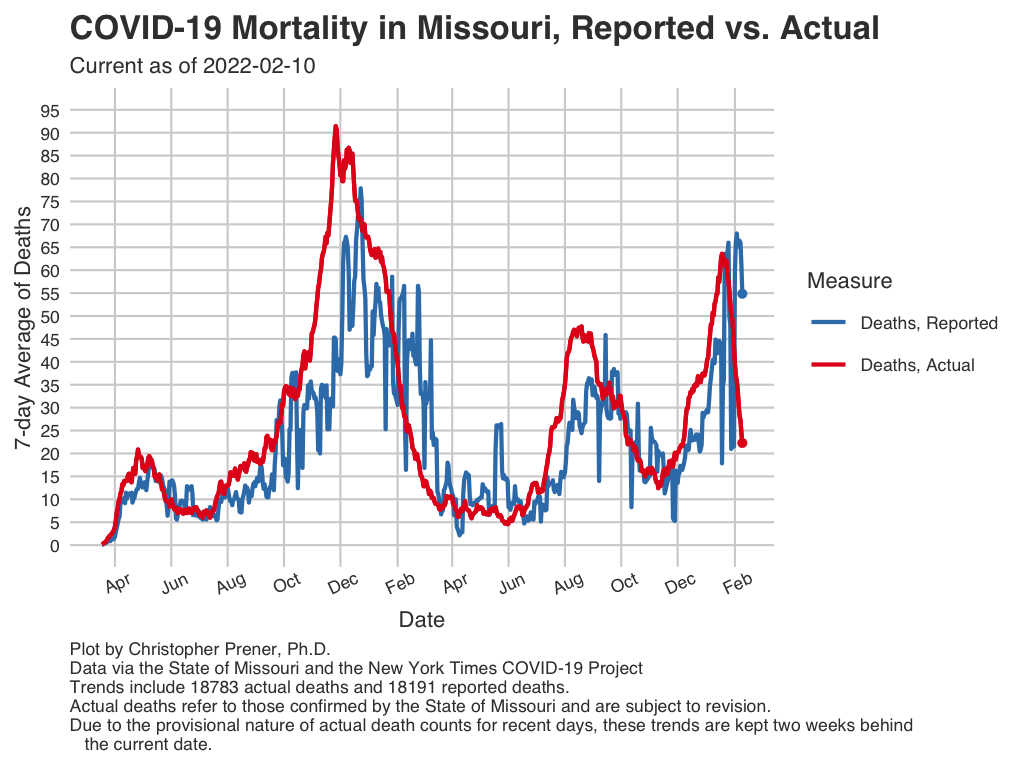 COVID-19 Mortality in Missouri, Reported vs. Actual
Current as of 2022-02-10
7-day Average of Deaths
95
90
85
80
75
70
65
60
55
50
45
40
35
30
25
20
15
10
5
0
Apr Jun Aug Oct Dec Feb Apr Jun Aug Oct Dec Feb
Date
Measure
Deaths, Reported
Deaths, Actual
Plot by Christopher Prener, Ph.D.
Data via the State of Missouri and the New York Times COVID-19 Project
Trends include 18783 actual deaths and 18191 reported deaths.
Actual deaths refer to those confirmed by the State of Missouri and are subject to revision.
Due to the provisional nature of actual death counts for recent days, these trends are kept two weeks behind
the current date.